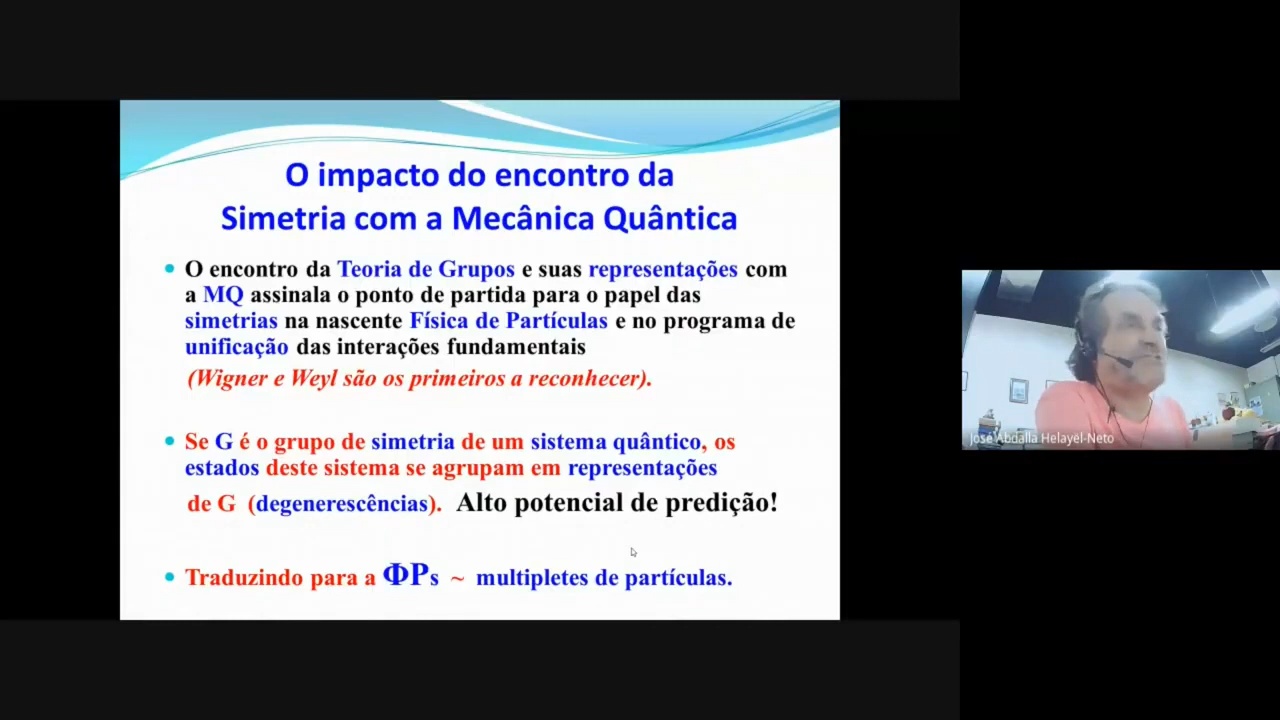 O impacto do encontro da
Simetria com a Mecânica Quântica
• O encontro da Teoria de Grupos e suas representações com
a MQ assinala o ponto de partida para o papel das
simetrias na nascente Física de Partículas e no programa de
unificação das interações fundamentais
(Wigner e Weyl são os primeiros a reconhecer).
• Se G é o grupo de simetria de um sistema quântico, os
estados deste sistema se agrupam em representações
de G (degenerescências). Alto potencial de predição!
• Traduzindo para a ΦPs ~ multipletes de partículas.
José Abdalla Helayël-Neto